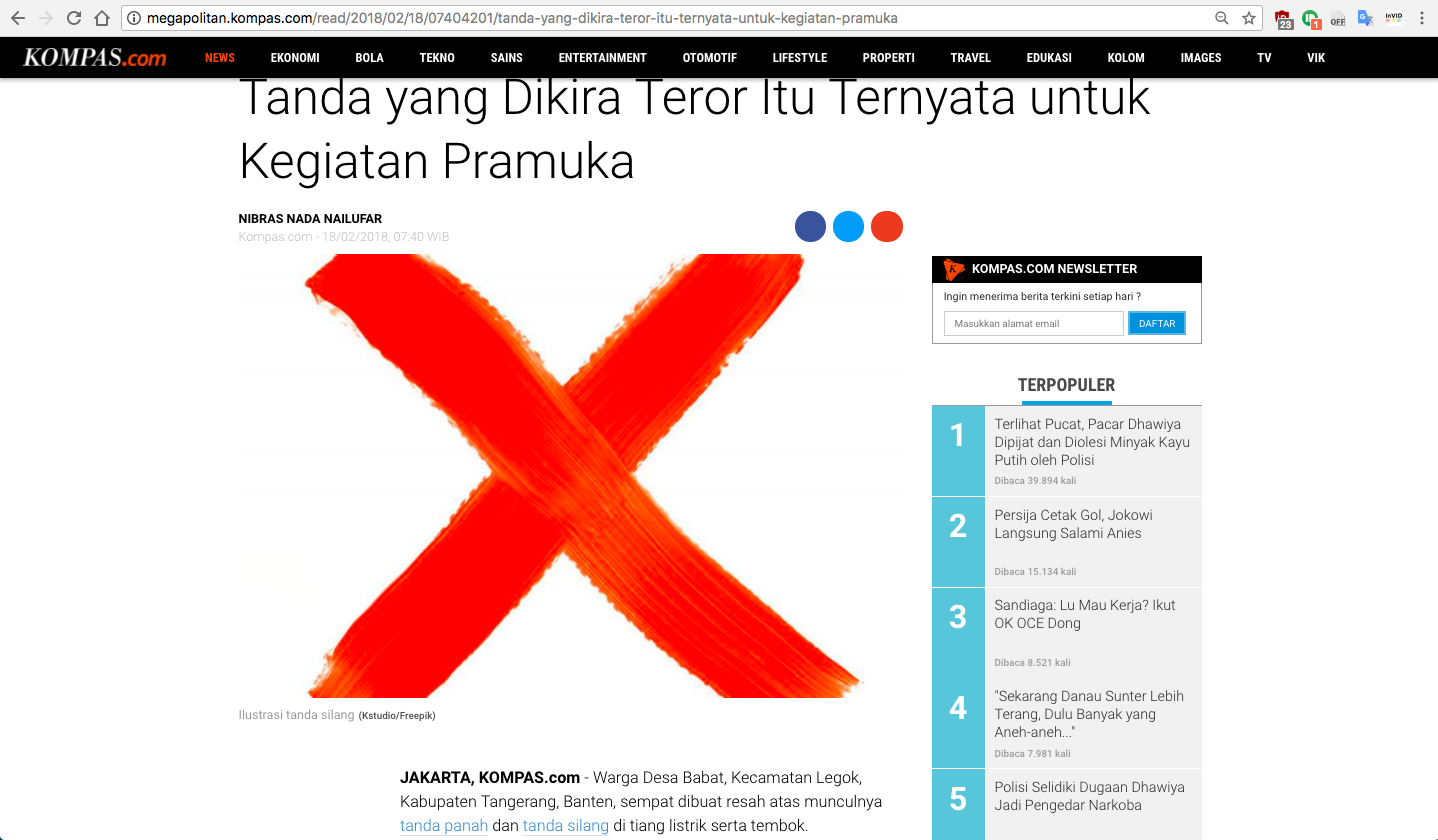 megapolitan.kompas.com/read/2018/02/18/07404201/tanda-yang-dikira-teror-itu-ternyata-untuk-kegiatan-pramuka
23
1
OFF
InVID
KOMPAS.com NEWS EKONOMI BOLA TEKNO SAINS ENTERTAINMENT OTOMOTIF LIFESTYLE PROPERTI TRAVEL EDUKASI KOLOM IMAGES TV VIK
Tanda yang Dikira Teror Itu Ternyata untuk
Kegiatan Pramuka
NIBRAS NADA NAILUFAR
Kompas.com - 18/02/2018, 07:40 WIB
Ilustrasi tanda silang (Kstudio/Freepik)
JAKARTA, KOMPAS.com - Warga Desa Babat, Kecamatan Legok,
Kabupaten Tangerang, Banten, sempat dibuat resah atas munculnya
tanda panah dan tanda silang di tiang listrik serta tembok.
K KOMPAS.COM NEWSLETTER
Ingin menerima berita terkini setiap hari ?
Masukkan alamat email DAFTAR
TERPOPULER
1
Terlihat Pucat, Pacar Dhawiya
Dipijat dan Diolesi Minyak Kayu
Putih oleh Polisi
Dibaca 39.894 kali
2
Persija Cetak Gol, Jokowi
Langsung Salami Anies
Dibaca 15.134 kali
3
Sandiaga: Lu Mau Kerja? Ikut
OK OCE Dong
Dibaca 8.521 kali
4
"Sekarang Danau Sunter Lebih
Terang, Dulu Banyak yang
Aneh-aneh..."
Dibaca 7.981 kali
5
Polisi Selidiki Dugaan Dhawiya
Jadi Pengedar Narkoba